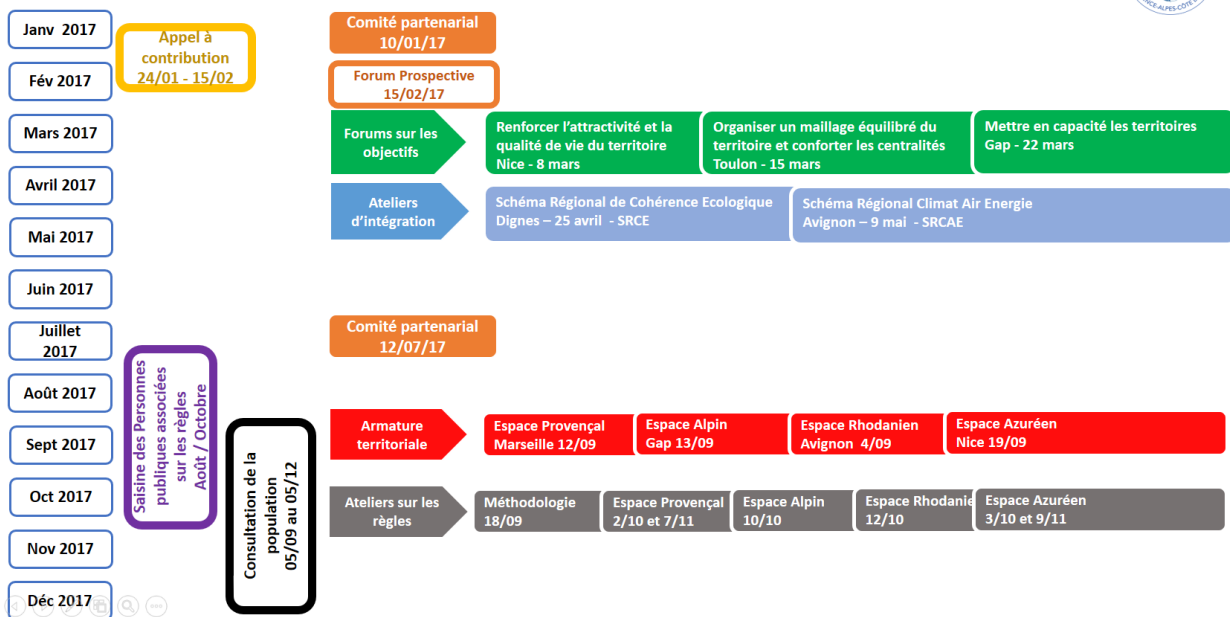 NCE-ALPES-CÔTE
Janv 2017
Fév 2017
Mars 2017
Avril 2017
Mai 2017
Juin 2017
Juillet
2017
Août 2017
Sept 2017
Oct 2017
Nov 2017
Déc 2017
Appel à
contribution
24/01 - 15/02
Comité partenarial
10/01/17
Forum Prospective
15/02/17
Forums sur les
objectifs
Renforcer l'attractivité et la
qualité de vie du territoire
Nice - 8 mars
Organiser un maillage équilibré du
territoire et conforter les centralités
Toulon - 15 mars
Mettre en capacité les territoires
Gap - 22 mars
Ateliers
d'intégration
Schéma Régional de Cohérence Ecologique
Dignes – 25 avril - SRCE
Schéma Régional Climat Air Energie
Avignon – 9 mai - SRCAE
Comité partenarial
12/07/17
Saisine des Personnes
publiques associées
sur les règles
Août / Octobre
Consultation de la
population
05/09 au 05/12
Armature
territoriale
Espace Provençal
Marseille 12/09
Espace Alpin
Gap 13/09
Espace Rhodanien
Avignon 4/09
Espace Azuréen
Nice 19/09
Ateliers sur les
règles
Méthodologie
18/09
Espace Provençal
2/10 et 7/11
Espace Alpin
10/10
Espace Rhodanie
12/10
Espace Azuréen
3/10 et 9/11